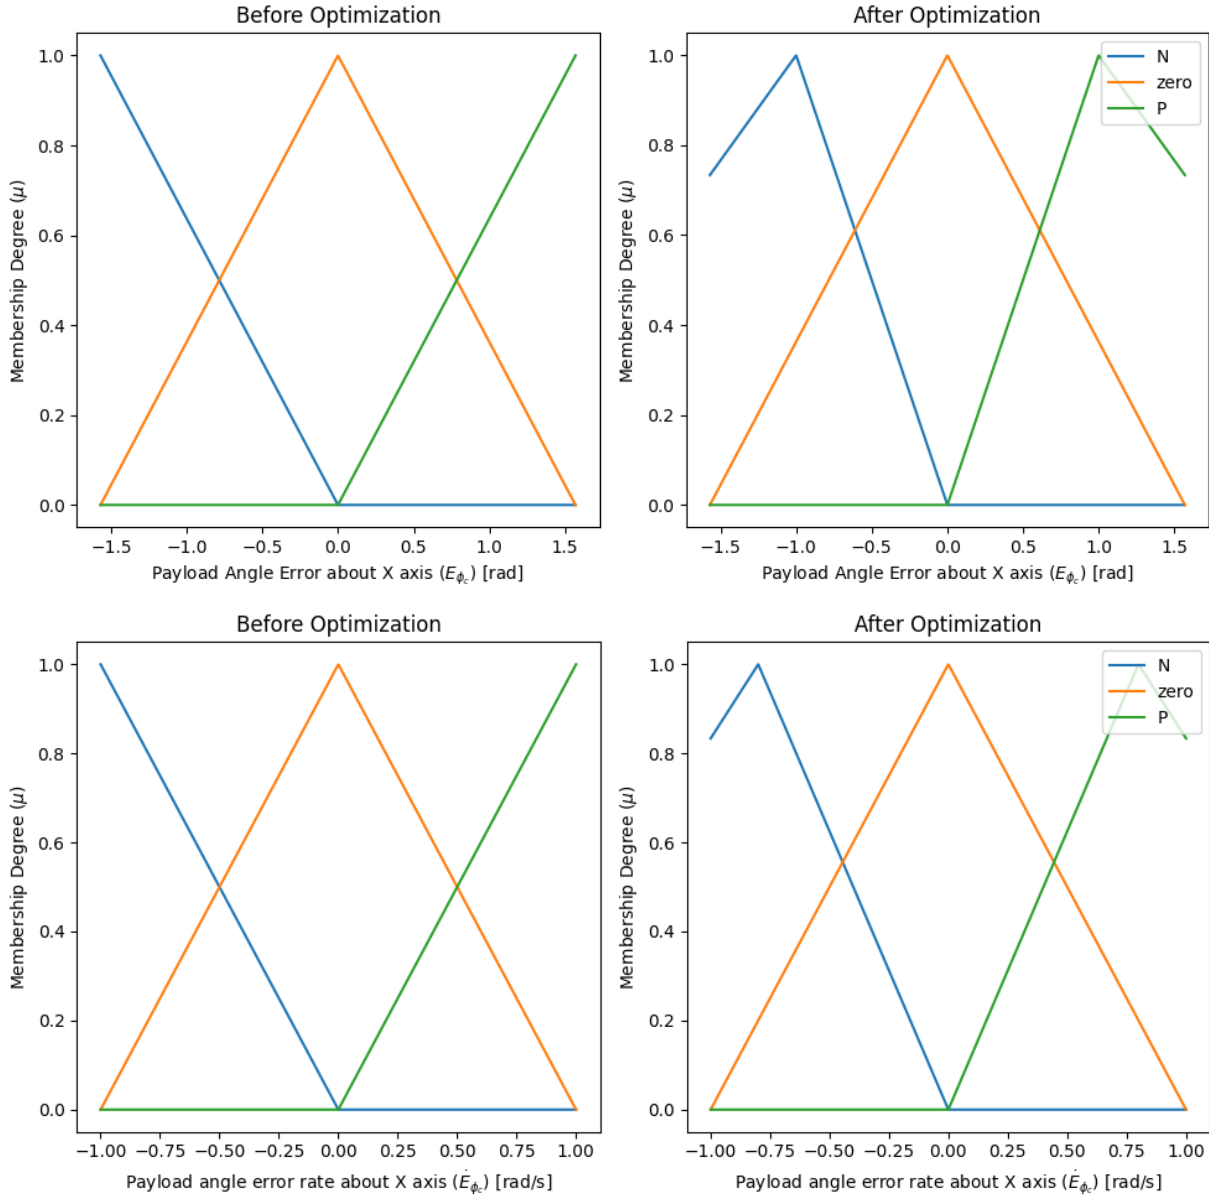 Before Optimization
1.0
0.8
0.6
0.4
0.2
0.0
Membership Degree (μ)
−1.5 −1.0 −0.5 0.0 0.5 1.0 1.5
Payload Angle Error about X axis (E_{ϕ_c}) [rad]
After Optimization
N
zero
P
1.0
0.8
0.6
0.4
0.2
0.0
Membership Degree (μ)
−1.5 −1.0 −0.5 0.0 0.5 1.0 1.5
Payload Angle Error about X axis (E_{ϕ_c}) [rad]
Before Optimization
1.0
0.8
0.6
0.4
0.2
0.0
Membership Degree (μ)
−1.00 −0.75 −0.50 −0.25 0.00 0.25 0.50 0.75 1.00
Payload angle error rate about X axis (Ė_{ϕ_c}) [rad/s]
After Optimization
N
zero
P
1.0
0.8
0.6
0.4
0.2
0.0
Membership Degree (μ)
−1.00 −0.75 −0.50 −0.25 0.00 0.25 0.50 0.75 1.00
Payload angle error rate about X axis (Ė_{ϕ_c}) [rad/s]